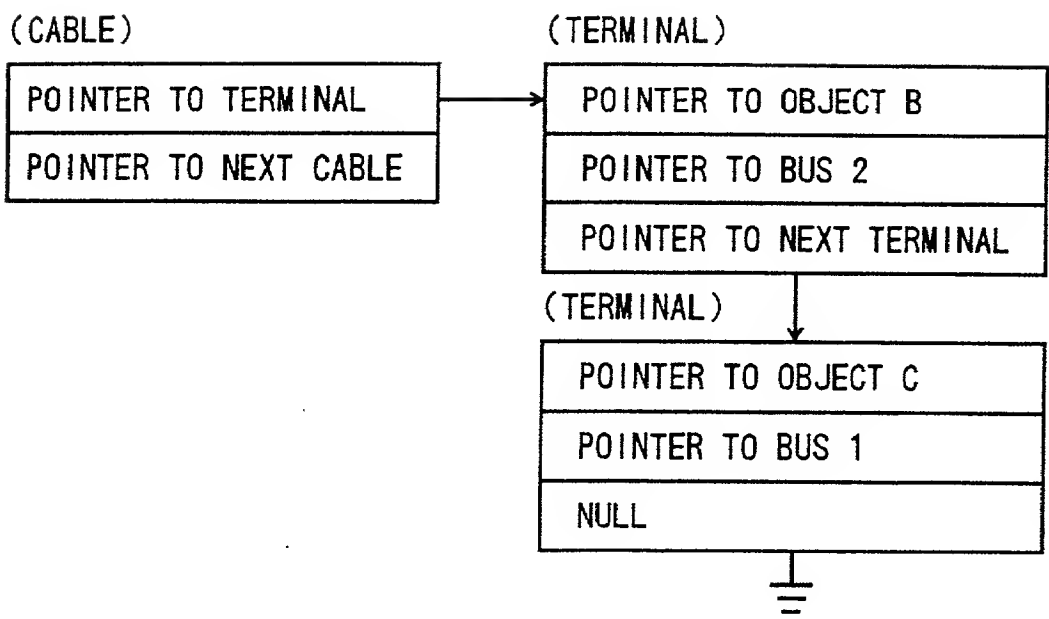 (CABLE)
POINTER TO TERMINAL
POINTER TO NEXT CABLE
(TERMINAL)
POINTER TO OBJECT B
POINTER TO BUS 2
POINTER TO NEXT TERMINAL
(TERMINAL)
POINTER TO OBJECT C
POINTER TO BUS 1
NULL